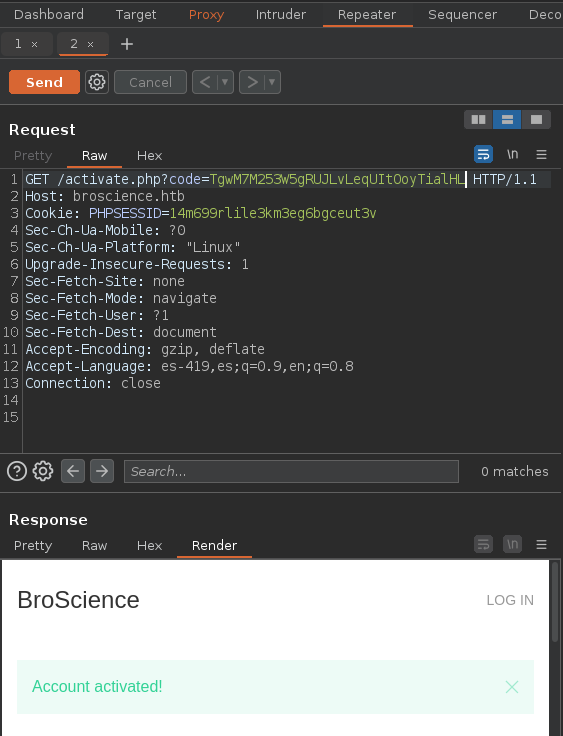 Dashboard Target Proxy Intruder Repeater Sequencer Deco
1 × 2 × +
Send Cancel < >
Request
Pretty Raw Hex \n
1 GET /activate.php?code=TgwM7M253W5gRUJLvLeqUItOoyTialHL HTTP/1.1
2 Host: broscience.htb
3 Cookie: PHPSESSID=14m699rlile3km3eg6bgceut3v
4 Sec-Ch-Ua-Mobile: ?0
5 Sec-Ch-Ua-Platform: "Linux"
6 Upgrade-Insecure-Requests: 1
7 Sec-Fetch-Site: none
8 Sec-Fetch-Mode: navigate
9 Sec-Fetch-User: ?1
10 Sec-Fetch-Dest: document
11 Accept-Encoding: gzip, deflate
12 Accept-Language: es-419,es;q=0.9,en;q=0.8
13 Connection: close
14
15
Search... 0 matches
Response
Pretty Raw Hex Render \n
BroScience LOG IN
Account activated! ×